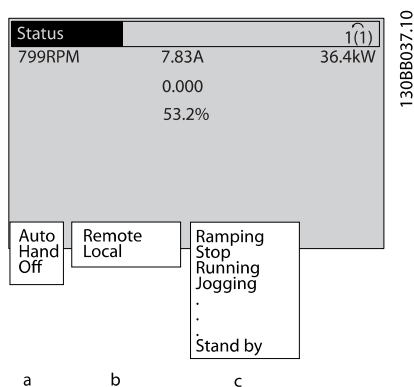 Status 1(1)
799RPM 7.83A 36.4kW
0.000
53.2%
130BB037.10
Auto
Hand
Off
Remote
Local
Ramping
Stop
Running
Jogging
.
.
.
Stand by
a b c